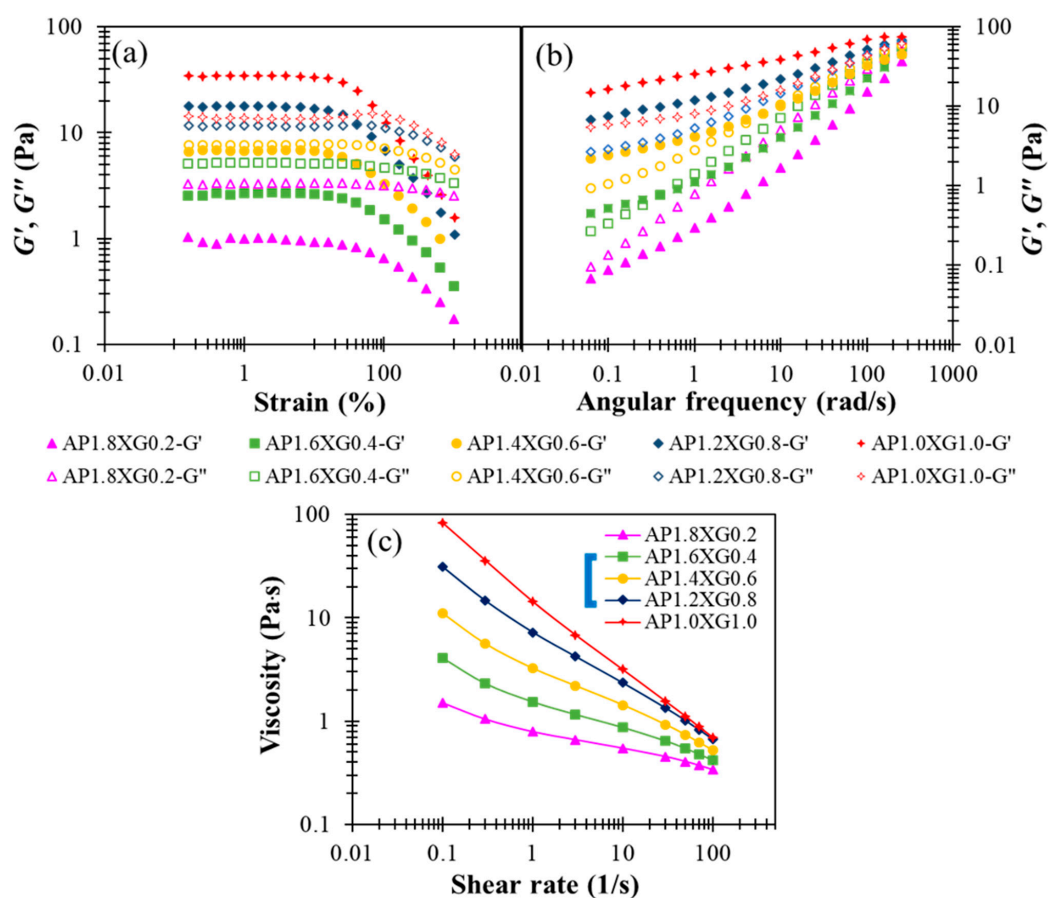 (a)
(b)
G', G'' (Pa)
100
10
1
0.1
0.01
1
100
0.01
0.1
1
10
100
1000
100
10
1
0.1
0.01
G', G'' (Pa)
Strain (%)
Angular frequency (rad/s)
AP1.8XG0.2-G' AP1.6XG0.4-G' AP1.4XG0.6-G' AP1.2XG0.8-G' AP1.0XG1.0-G'
AP1.8XG0.2-G'' AP1.6XG0.4-G'' AP1.4XG0.6-G'' AP1.2XG0.8-G'' AP1.0XG1.0-G''
(c)
Viscosity (Pa·s)
100
10
1
0.1
AP1.8XG0.2
AP1.6XG0.4
AP1.4XG0.6
AP1.2XG0.8
AP1.0XG1.0
0.01
0.1
1
10
100
Shear rate (1/s)